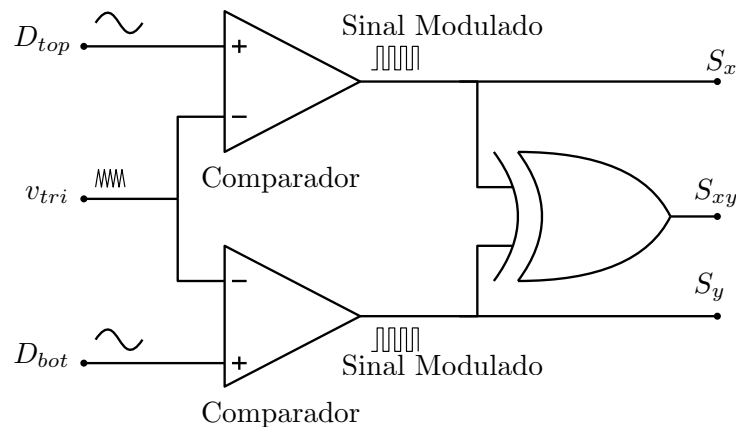 Sinal Modulado
D_top
+
S_x
−
Comparador
v_tri
S_xy
−
S_y
D_bot
+
Sinal Modulado
Comparador